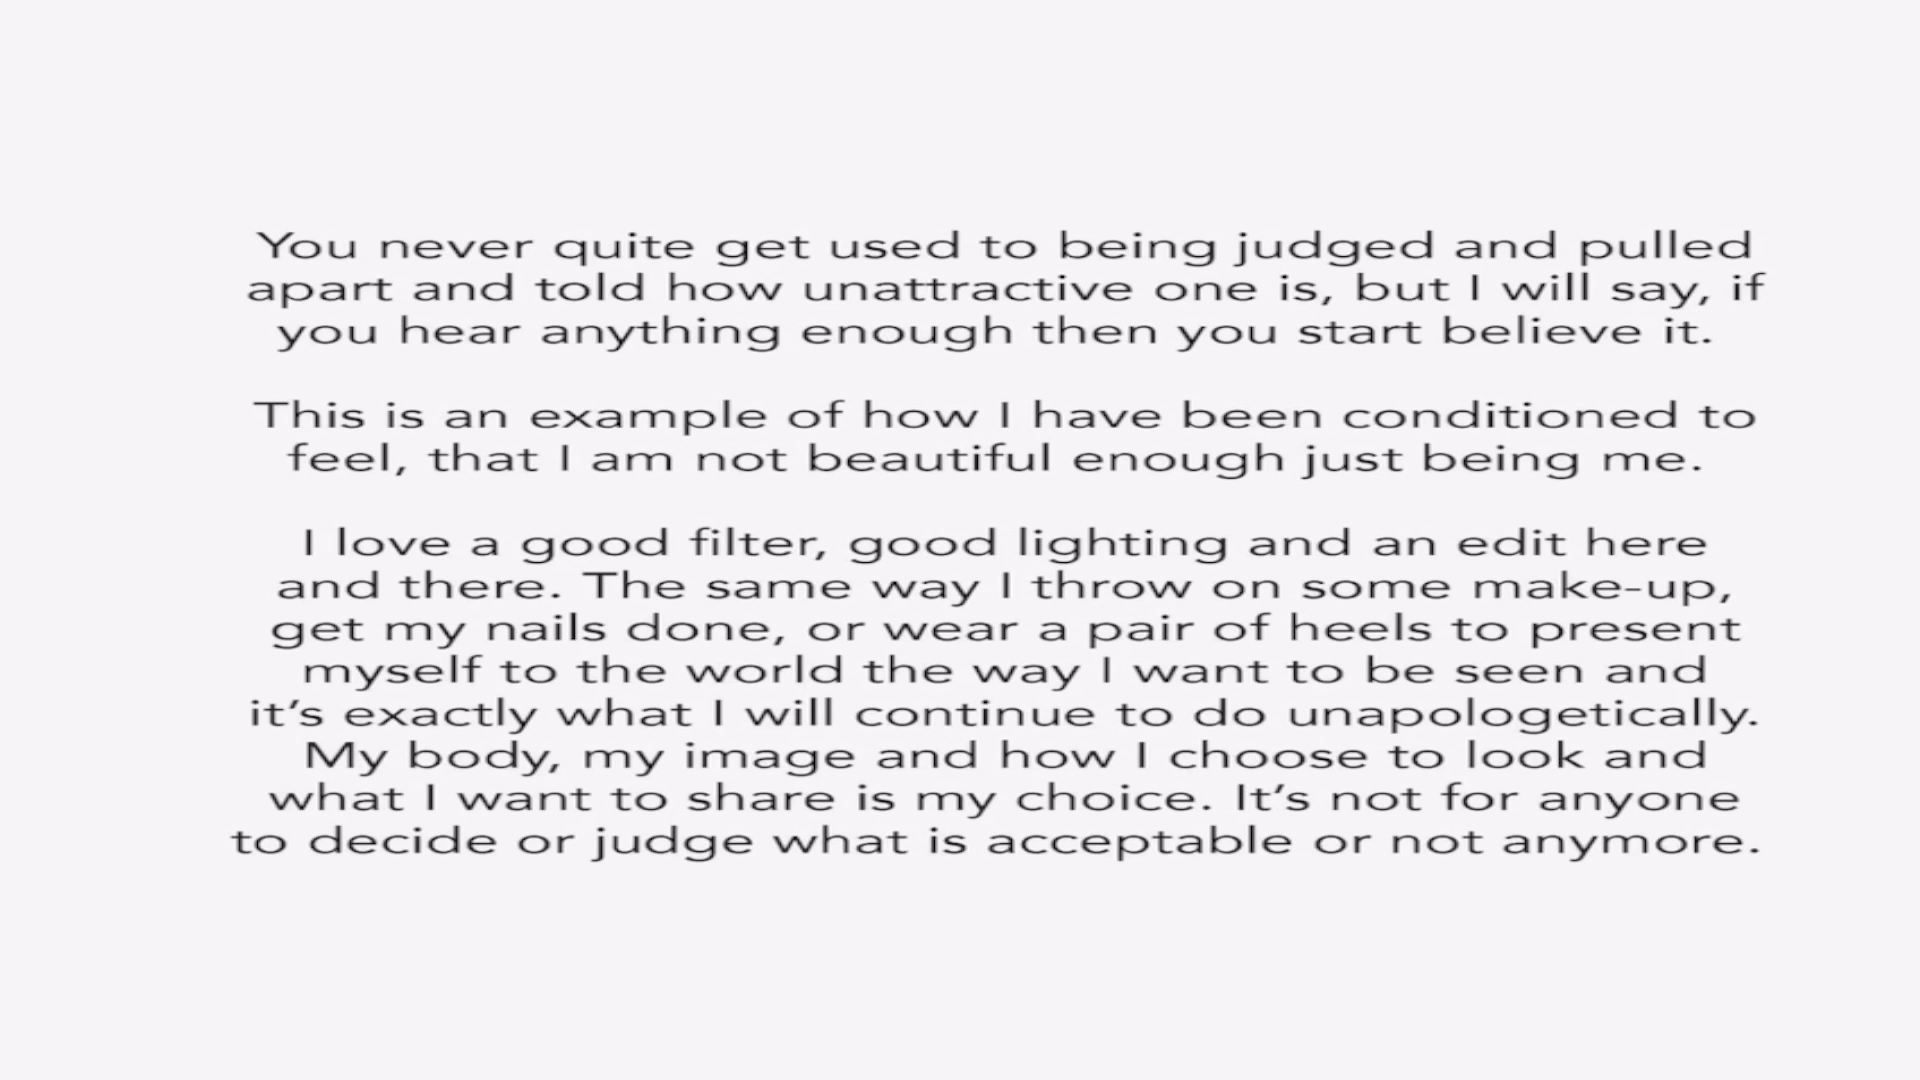 You never quite get used to being judged and pulled
apart and told how unattractive one is, but I will say, if
you hear anything enough then you start believe it.
This is an example of how I have been conditioned to
feel, that I am not beautiful enough just being me.
I love a good filter, good lighting and an edit here
and there. The same way I throw on some make-up,
get my nails done, or wear a pair of heels to present
myself to the world the way I want to be seen and
it’s exactly what I will continue to do unapologetically.
My body, my image and how I choose to look and
what I want to share is my choice. It’s not for anyone
to decide or judge what is acceptable or not anymore.